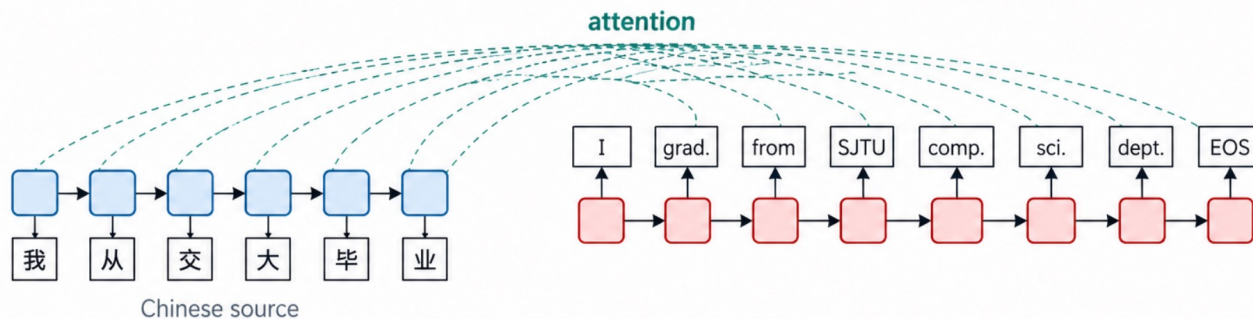 attention
I grad. from SJTU comp. sci. dept. EOS
我 从 交 大 毕 业
Chinese source